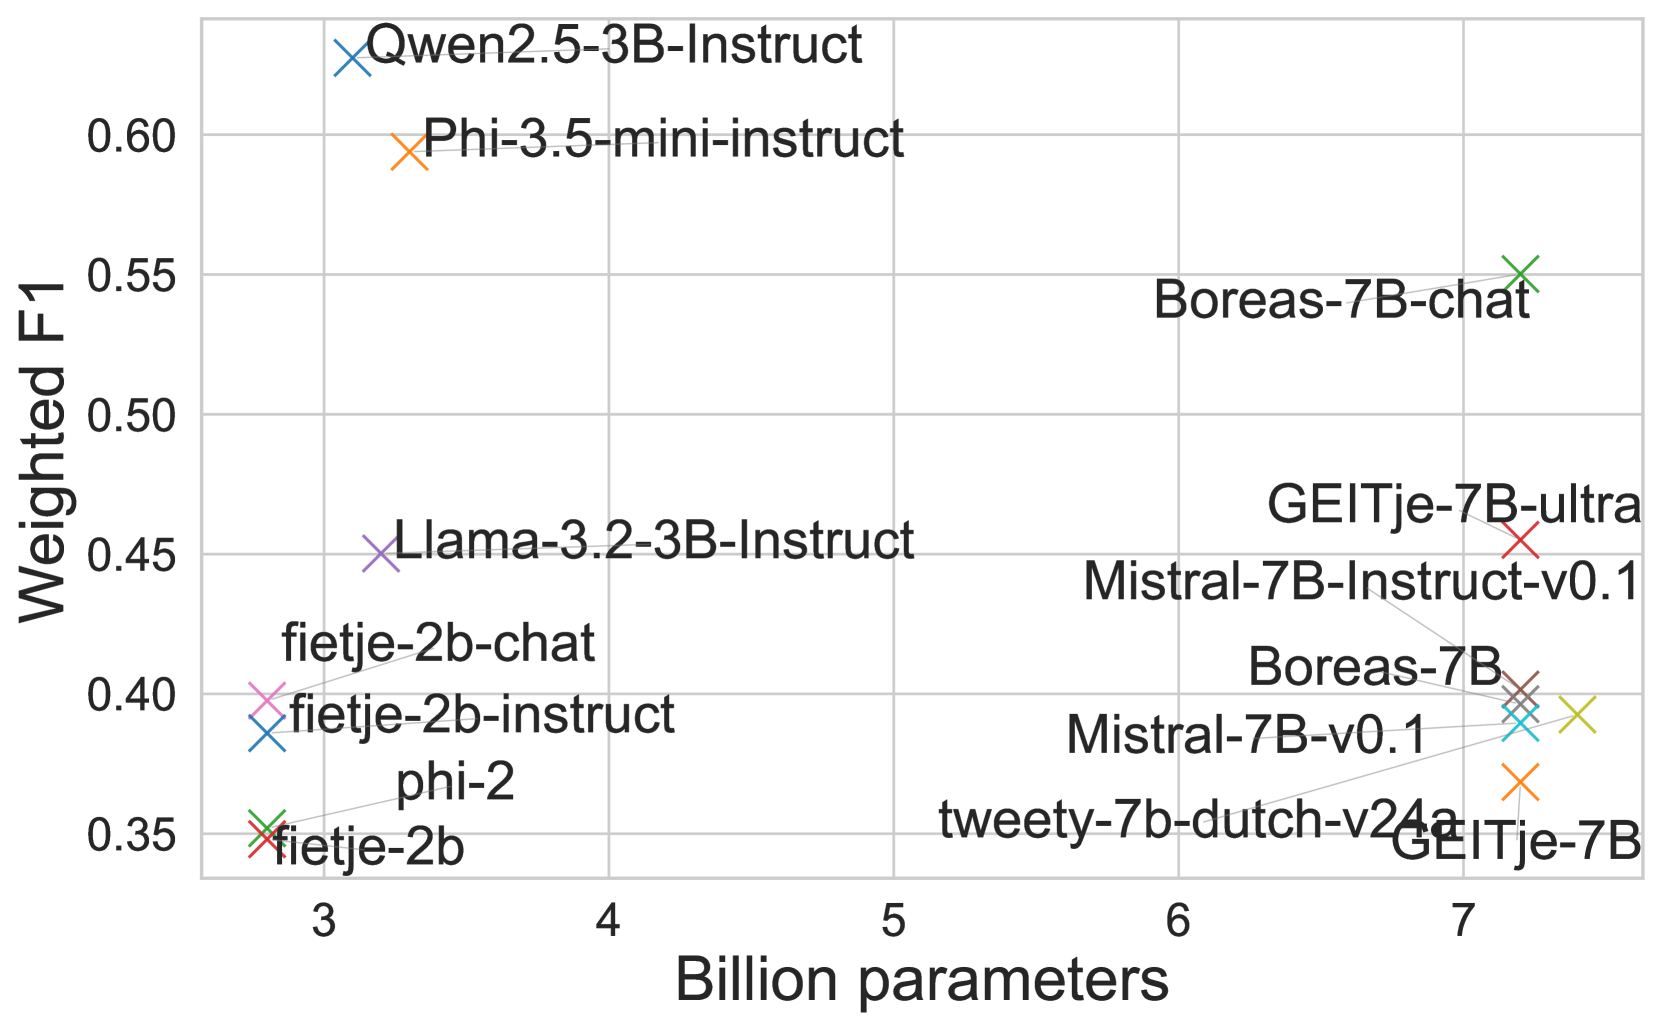 Qwen2.5-3B-Instruct
0.60
Phi-3.5-mini-instruct
0.55
Boreas-7B-chat
Weighted F1
0.50
GEITje-7B-ultra
0.45
Llama-3.2-3B-Instruct
Mistral-7B-Instruct-v0.1
fietje-2b-chat
Boreas-7B
0.40
fietje-2b-instruct
Mistral-7B-v0.1
phi-2
tweety-7b-dutch-v24a
0.35
fietje-2b
GEITje-7B
3
4
5
6
7
Billion parameters